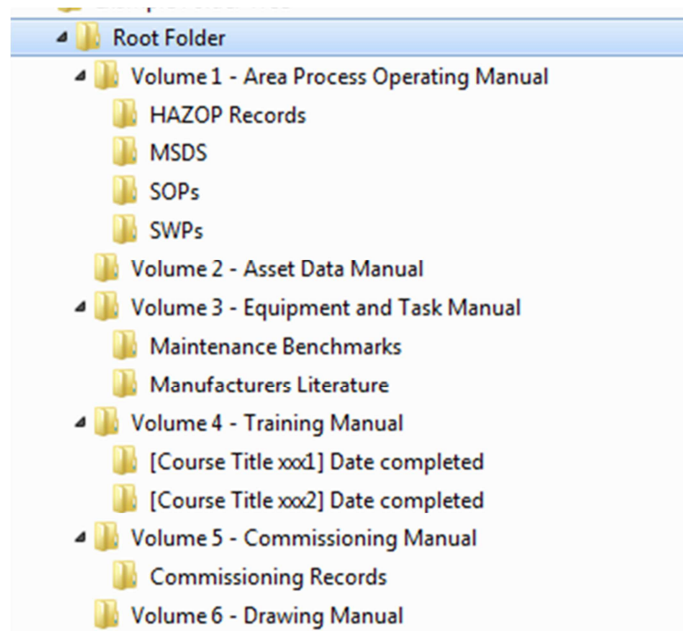 Root Folder
Volume 1 - Area Process Operating Manual
HAZOP Records
MSDS
SOPs
SWPs
Volume 2 - Asset Data Manual
Volume 3 - Equipment and Task Manual
Maintenance Benchmarks
Manufacturers Literature
Volume 4 - Training Manual
[Course Title xxx1] Date completed
[Course Title xxx2] Date completed
Volume 5 - Commissioning Manual
Commissioning Records
Volume 6 - Drawing Manual